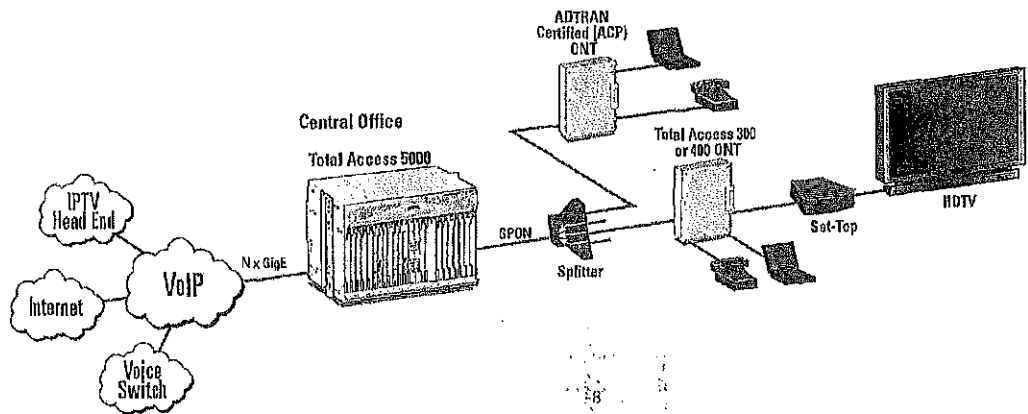 ADTRAN
Certified (ACP)
ONT
Central Office
Total Access 5000
Total Access 300
or 400 ONT
IPTV
Head End
Internet
VoIP
Voice
Switch
N x GigE
GPON
Splitter
Set-Top
HDTV
8